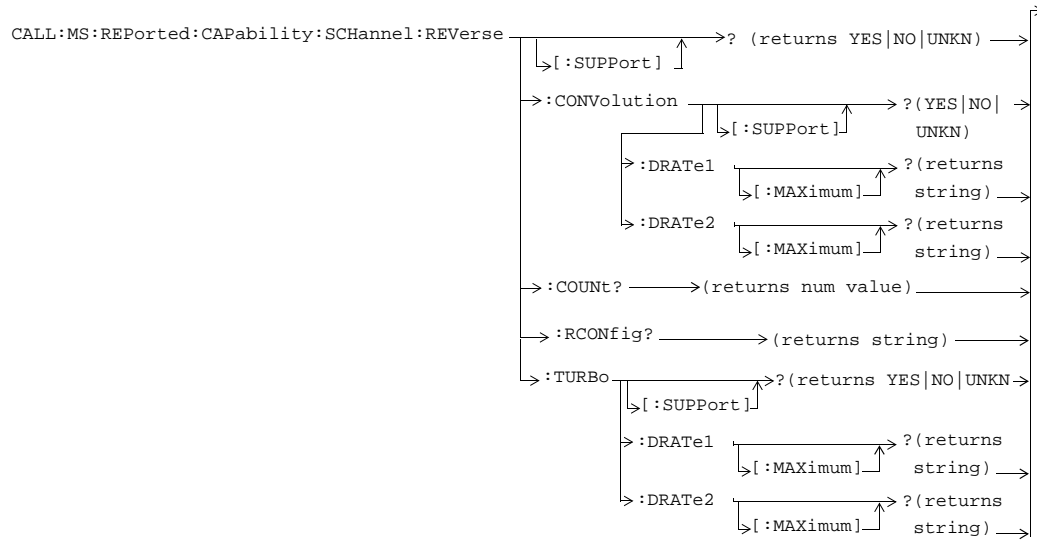 CALL:MS:REPorted:CAPability:SCHannel:REVerse
? (returns YES|NO|UNKN)
[:SUPPort]
:CONVolution
?(YES|NO|
[:SUPPort]
UNKN)
:DRATe1
?(returns
[:MAXimum]
string)
:DRATe2
?(returns
[:MAXimum]
string)
:COUNt?
(returns num value)
:RCONfig?
(returns string)
:TURBo
?(returns YES|NO|UNKN
[:SUPPort]
:DRATe1
?(returns
[:MAXimum]
string)
:DRATe2
?(returns
[:MAXimum]
string)